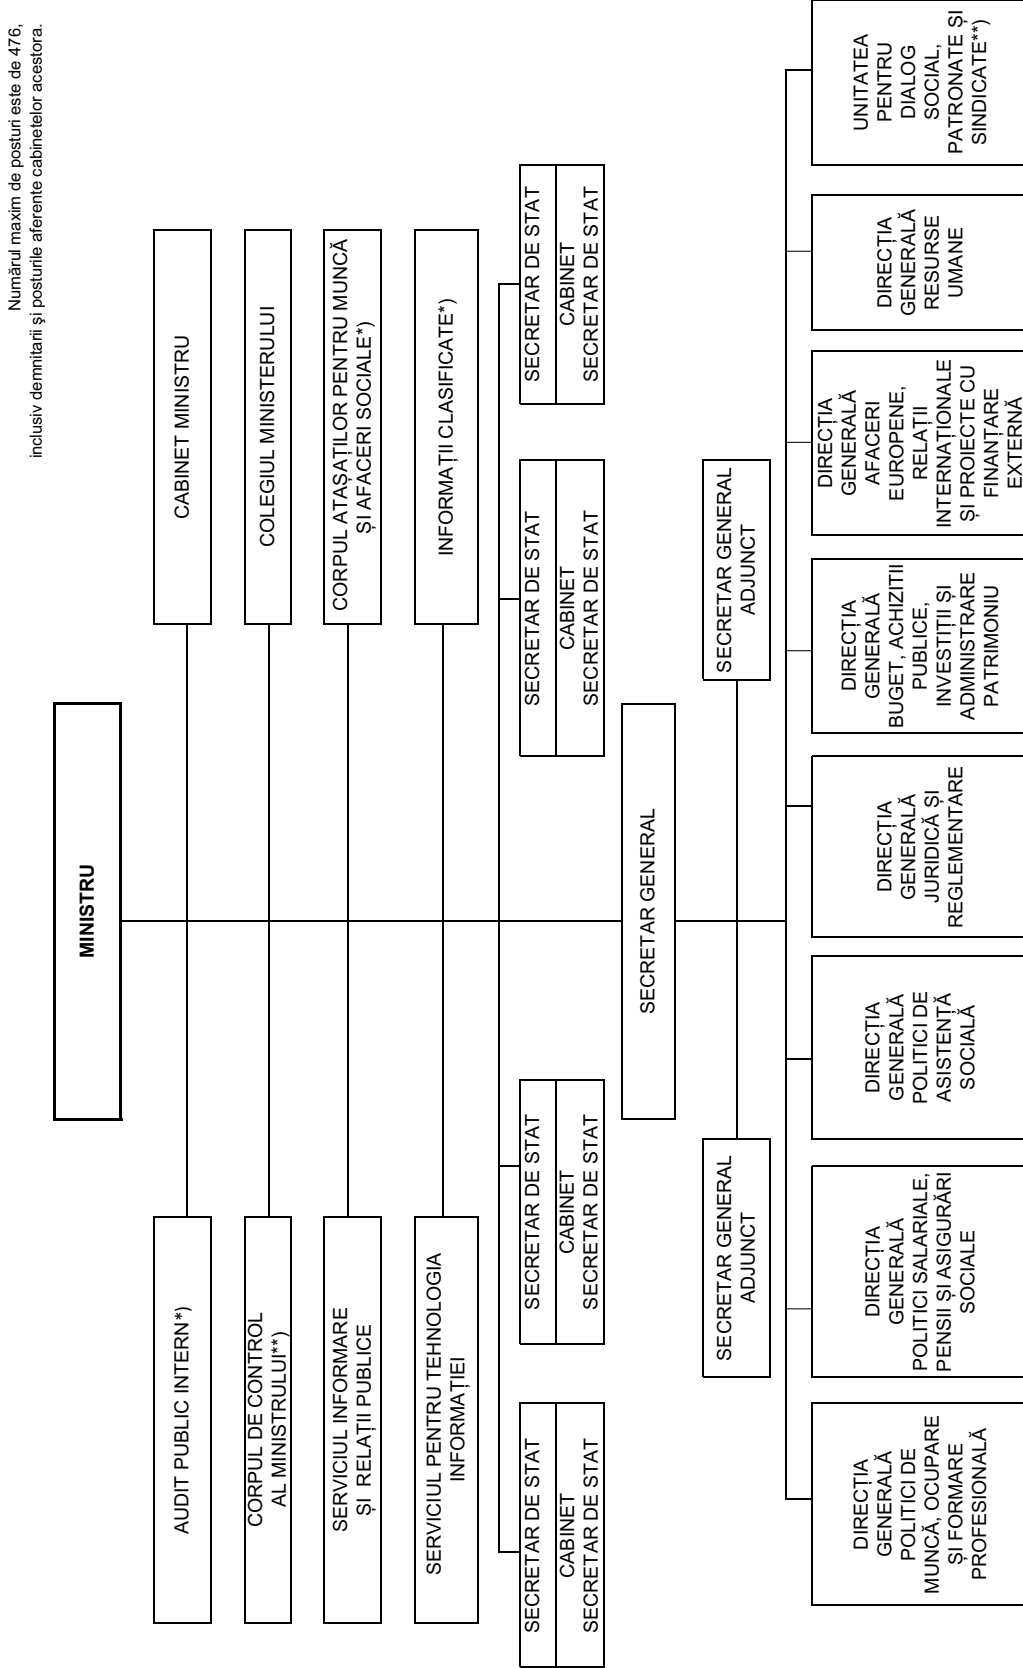 Numărul maxim de posturi este de 476,
inclusiv demnitarii şi posturile aferente cabinetelor acestora.
MINISTRU
AUDIT PUBLIC INTERN*)
CABINET MINISTRU
CORPUL DE CONTROL
AL MINISTRULUI**)
COLEGIUL MINISTERULUI
SERVICIUL INFORMARE
ȘI RELAȚII PUBLICE
CORPUL ATAȘAȚILOR PENTRU MUNCĂ
ȘI AFACERI SOCIALE*)
SERVICIUL PENTRU TEHNOLOGIA
INFORMAȚIEI
INFORMAȚII CLASIFICATE*)
SECRETAR DE STAT
CABINET
SECRETAR DE STAT
SECRETAR DE STAT
CABINET
SECRETAR DE STAT
SECRETAR DE STAT
CABINET
SECRETAR DE STAT
SECRETAR DE STAT
CABINET
SECRETAR DE STAT
SECRETAR GENERAL
SECRETAR GENERAL
ADJUNCT
SECRETAR GENERAL
ADJUNCT
DIRECȚIA
GENERALĂ
POLITICI DE
MUNCĂ, OCUPARE
ȘI FORMARE
PROFESIONALĂ
DIRECȚIA
GENERALĂ
POLITICI SALARIALE,
PENSII ȘI ASIGURĂRI
SOCIALE
DIRECȚIA
GENERALĂ
POLITICI DE
ASISTENȚĂ
SOCIALĂ
DIRECȚIA
GENERALĂ
JURIDICĂ ȘI
REGLEMENTARE
DIRECȚIA
GENERALĂ
BUGET, ACHIZITII
PUBLICE,
INVESTIȚII ȘI
ADMINISTRARE
PATRIMONIU
DIRECȚIA
GENERALĂ
AFACERI
EUROPENE,
RELAȚII
INTERNAȚIONALE
ȘI PROIECTE CU
FINANȚARE
EXTERNĂ
DIRECȚIA
GENERALĂ
RESURSE
UMANE
UNITATEA
PENTRU
DIALOG
SOCIAL,
PATRONATE ȘI
SINDICATE**)